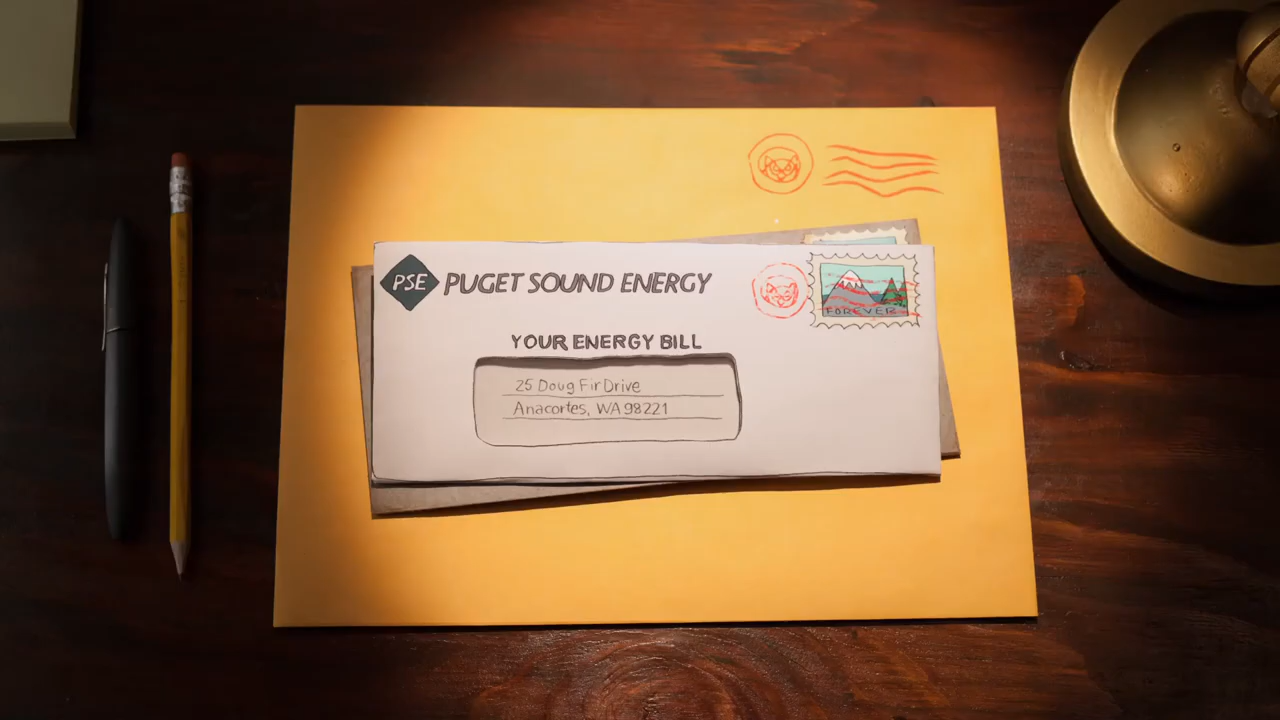 PSE PUGET SOUND ENERGY
FOREVER
YOUR ENERGY BILL
25 Doug Fir Drive
Anacortes, WA 98221